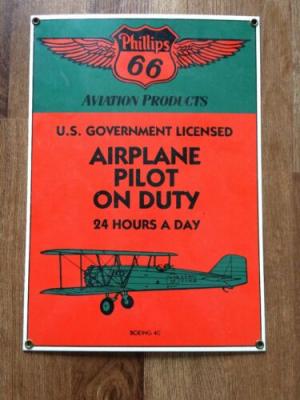 Phillips
66
AVIATION PRODUCTS
U.S. GOVERNMENT LICENSED
AIRPLANE
PILOT
ON DUTY
24 HOURS A DAY
BOEING 40